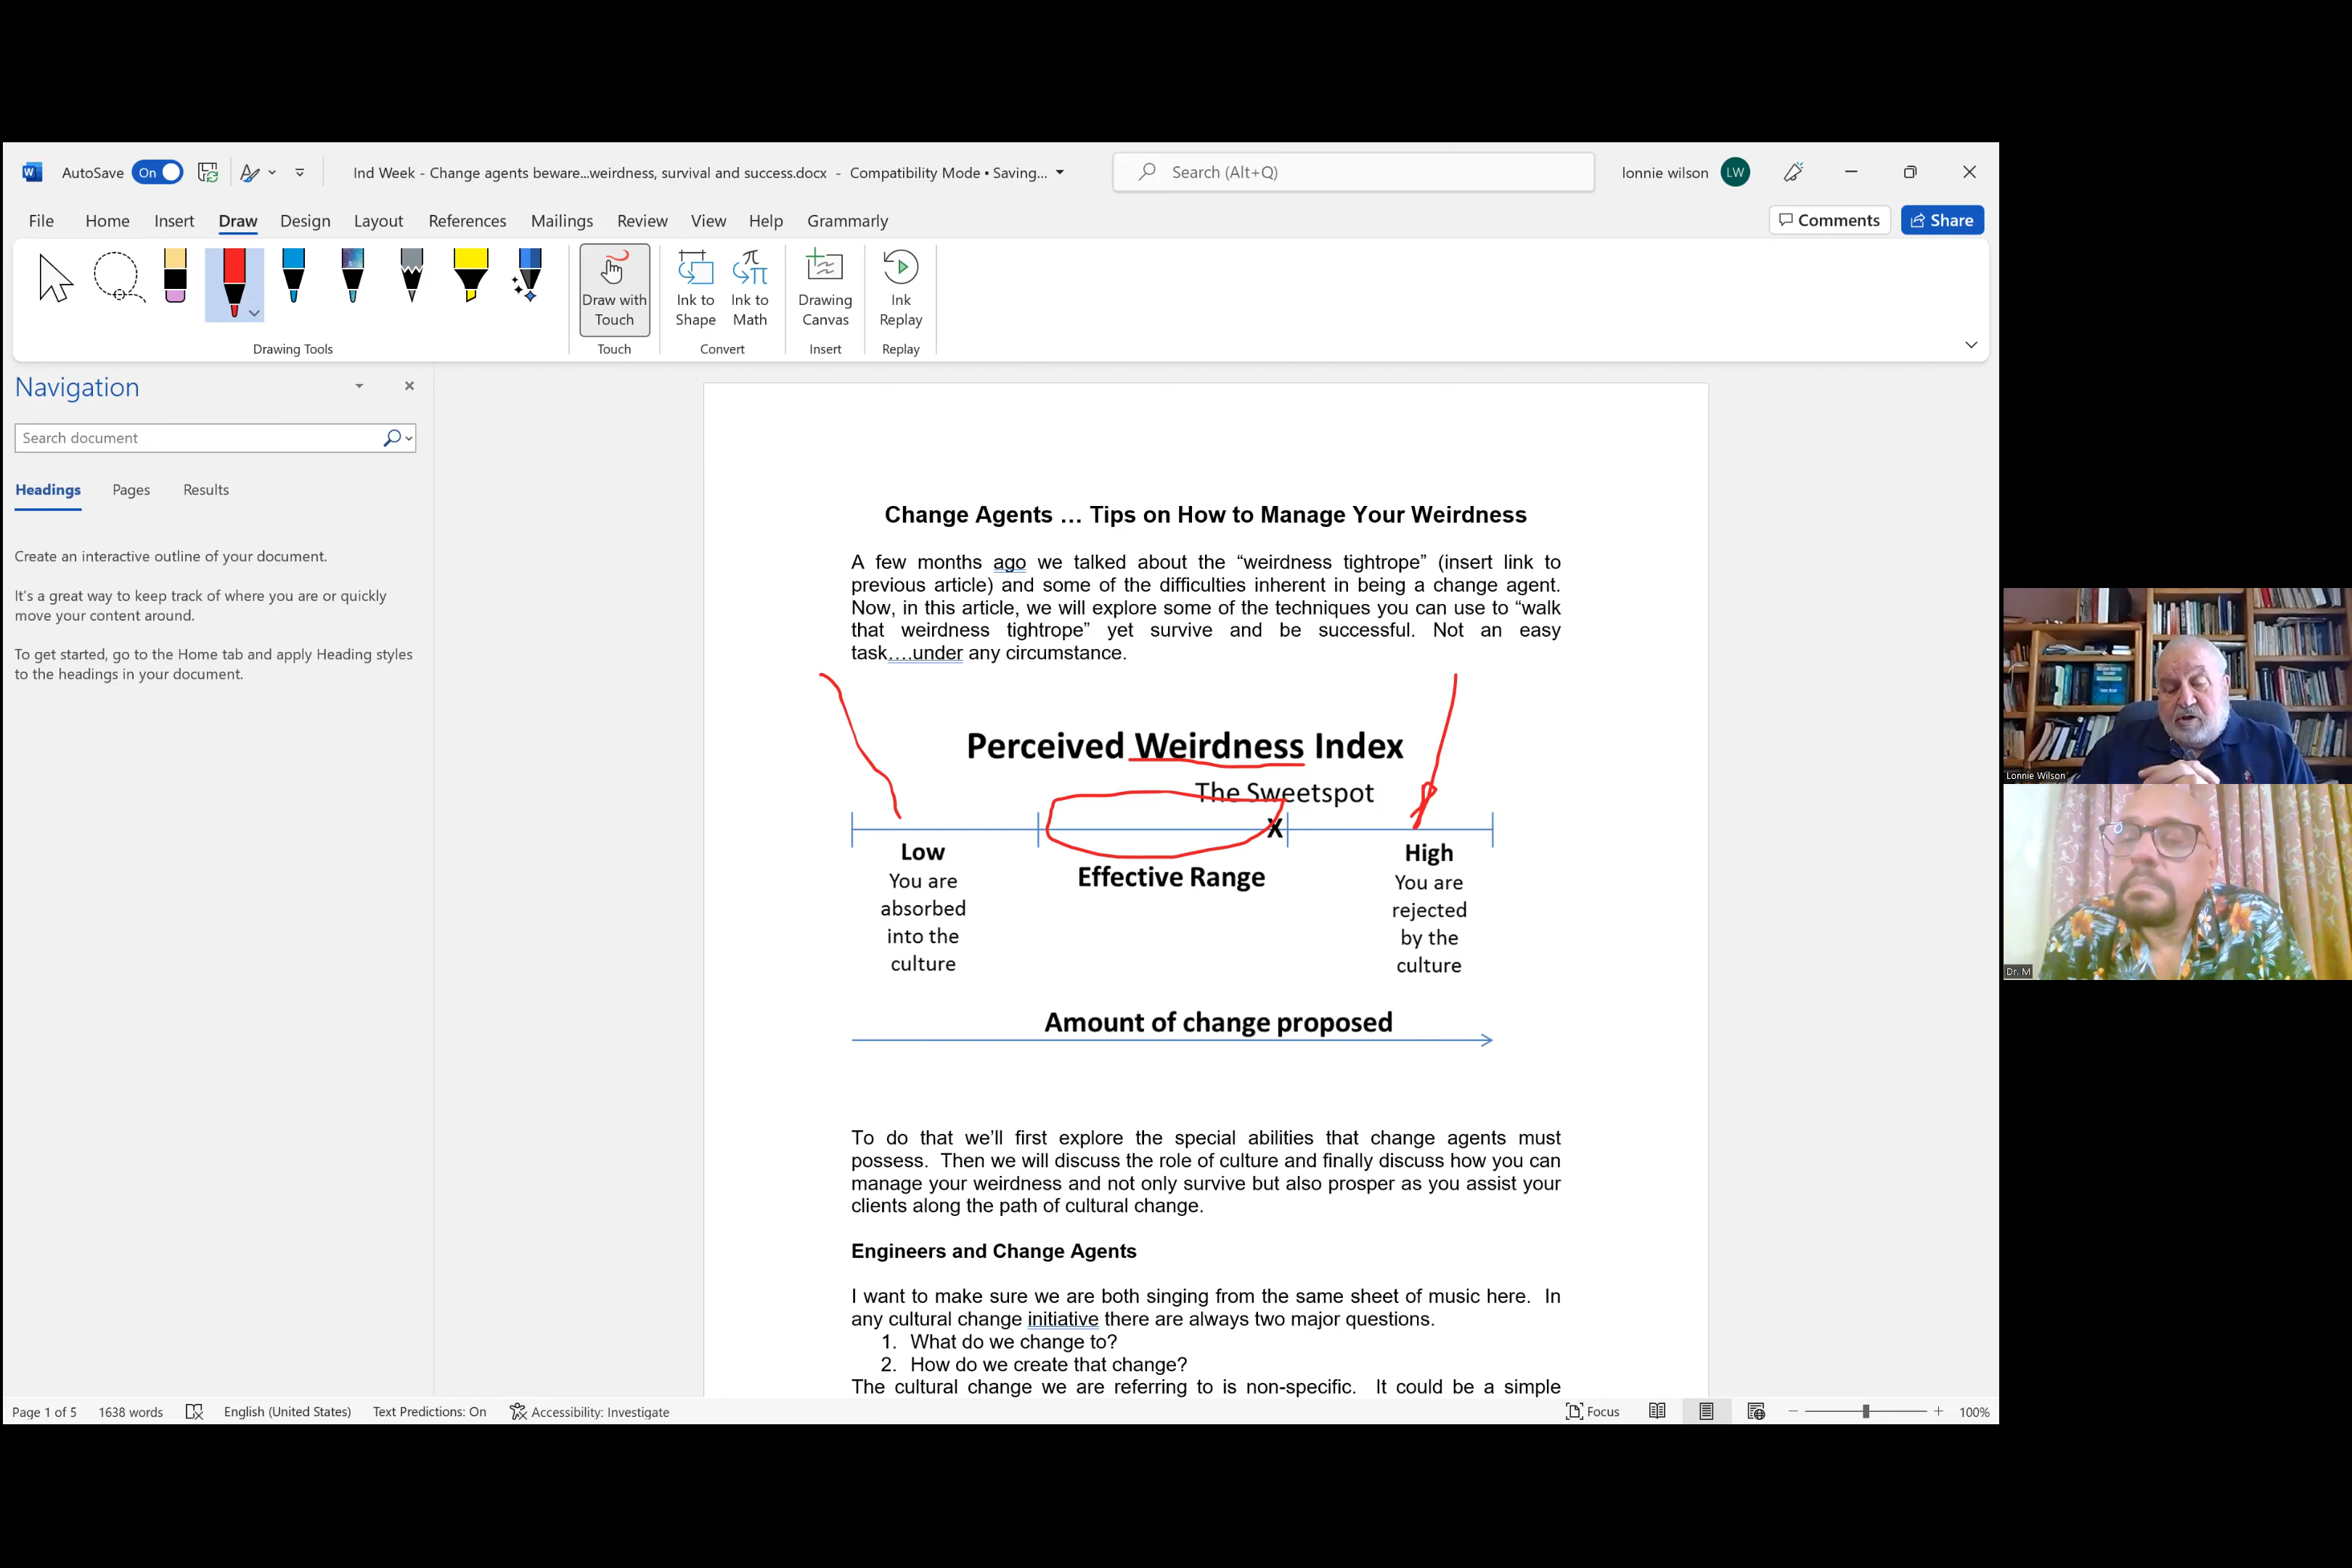 AutoSave On Ind Week - Change agents beware...weirdness, survival and success.docx - Compatibility Mode • Saving... Search (Alt+Q) lonnie wilson LW
File Home Insert Draw Design Layout References Mailings Review View Help Grammarly Comments Share
Draw with Touch
Ink to Shape
Ink to Math
Drawing Canvas
Ink Replay
Drawing Tools Touch Convert Insert Replay
Navigation
Search document
Headings Pages Results
Create an interactive outline of your document.
It's a great way to keep track of where you are or quickly
move your content around.
To get started, go to the Home tab and apply Heading styles
to the headings in your document.
Change Agents … Tips on How to Manage Your Weirdness
A few months ago we talked about the “weirdness tightrope” (insert link to
previous article) and some of the difficulties inherent in being a change agent.
Now, in this article, we will explore some of the techniques you can use to “walk
that weirdness tightrope” yet survive and be successful. Not an easy
task….under any circumstance.
Perceived Weirdness Index
The Sweetspot
X
Low
You are
absorbed
into the
culture
Effective Range
High
You are
rejected
by the
culture
Amount of change proposed
To do that we’ll first explore the special abilities that change agents must
possess. Then we will discuss the role of culture and finally discuss how you can
manage your weirdness and not only survive but also prosper as you assist your
clients along the path of cultural change.
Engineers and Change Agents
I want to make sure we are both singing from the same sheet of music here. In
any cultural change initiative there are always two major questions.
1. What do we change to?
2. How do we create that change?
The cultural change we are referring to is non-specific. It could be a simple
Page 1 of 5 1638 words English (United States) Text Predictions: On Accessibility: Investigate Focus 100%
Lonnie Wilson
Dr. M